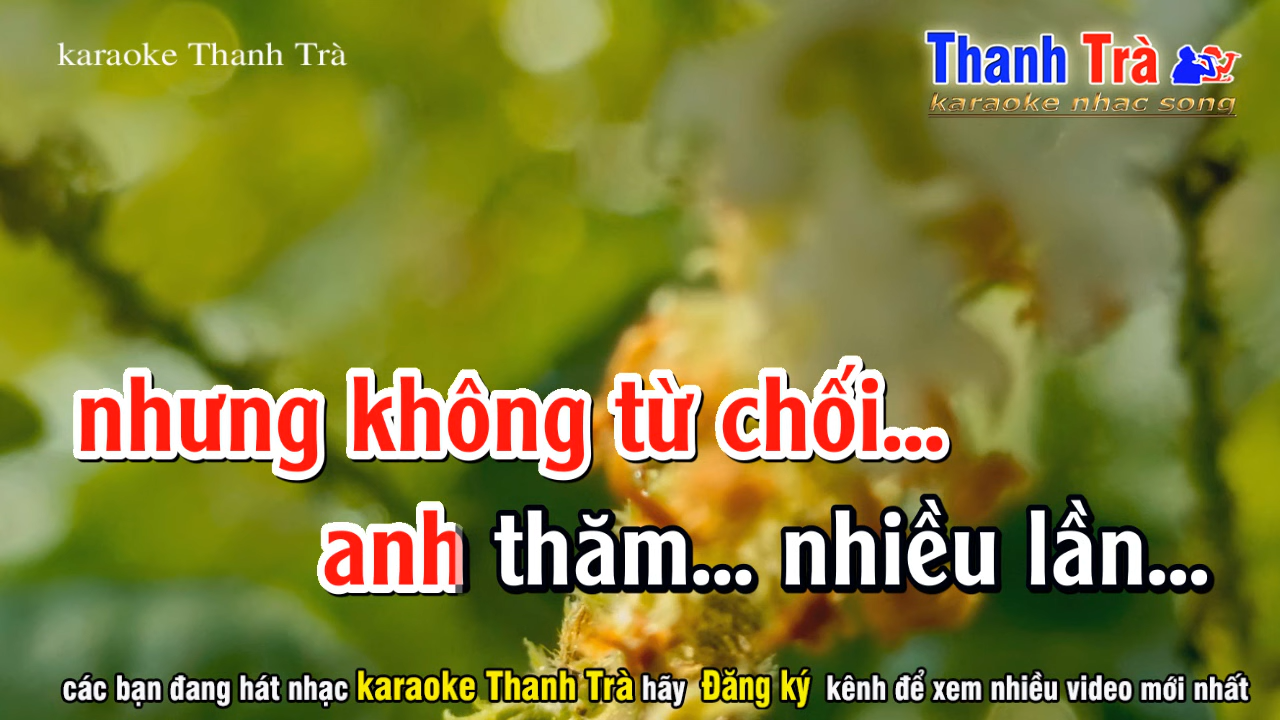 karaoke Thanh Trà
Thanh Trà
karaoke nhac song
nhưng không từ chối...
anh thăm... nhiều lần...
các bạn đang hát nhạc karaoke Thanh Trà hãy Đăng ký kênh để xem nhiều video mới nhất